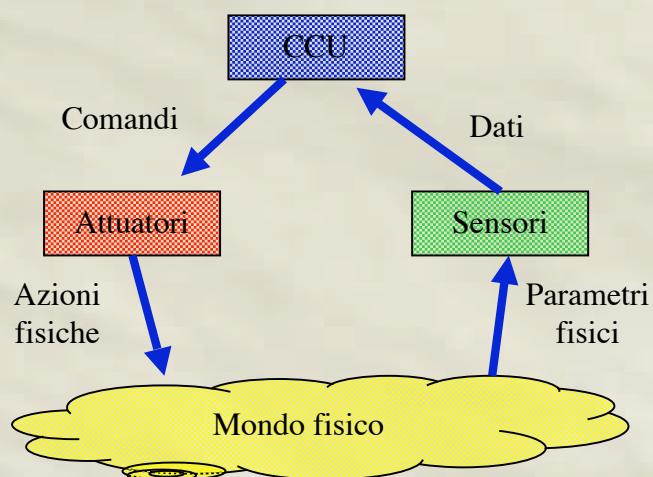 CCU
Comandi
Dati
Attuatori
Sensori
Azioni
fisiche
Parametri
fisici
Mondo fisico